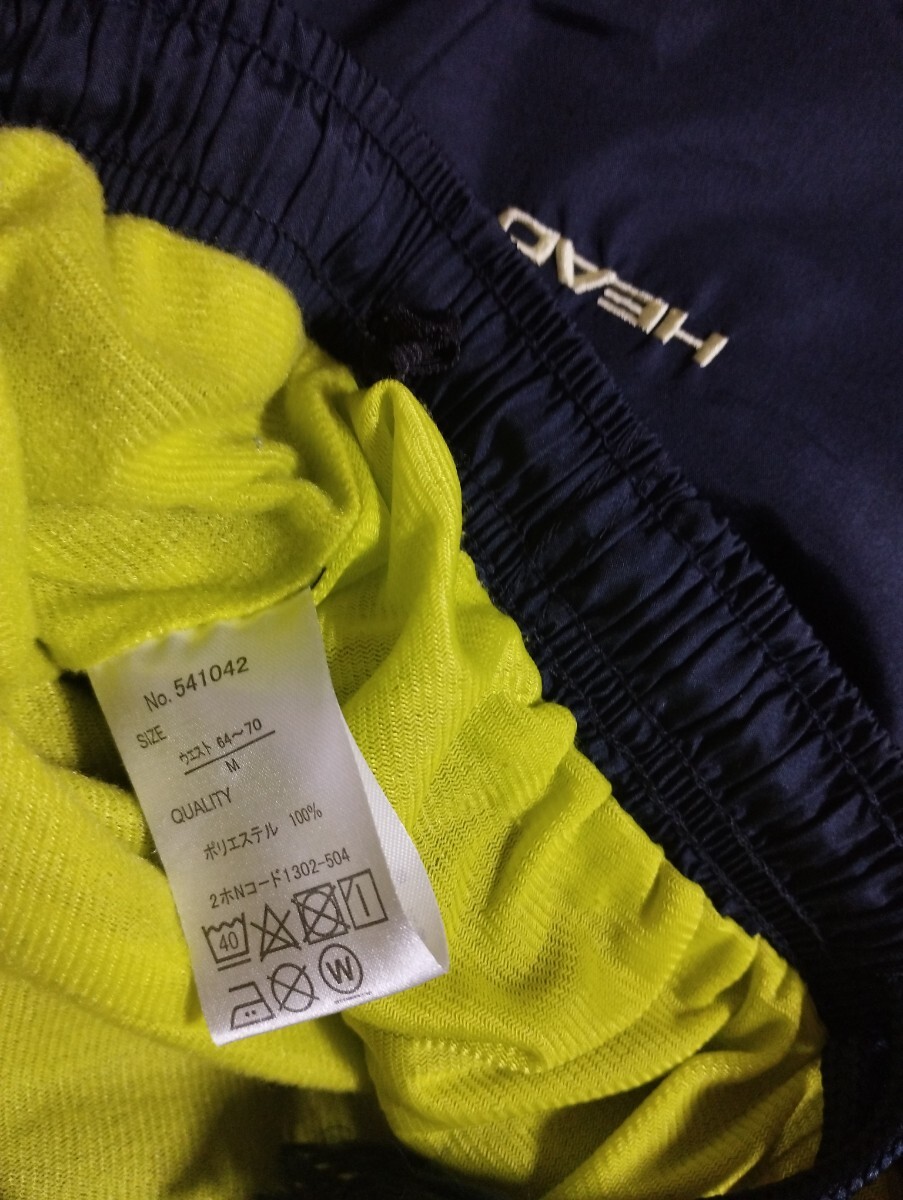 HEAD
No. 541042
SIZE
ウエスト 64～70
M
QUALITY
ポリエステル 100%
2ホNコード1302-504
40
W